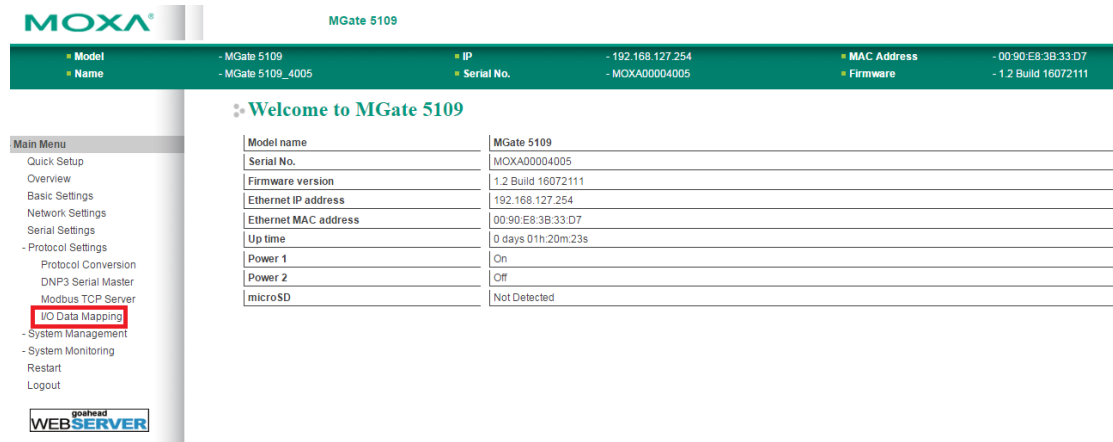 MOXA®
MGate 5109
Model - MGate 5109 IP - 192.168.127.254 MAC Address - 00:90:E8:3B:33:D7
Name - MGate 5109_4005 Serial No. - MOXA00004005 Firmware - 1.2 Build 16072111
Welcome to MGate 5109
Main Menu
Quick Setup
Overview
Basic Settings
Network Settings
Serial Settings
- Protocol Settings
Protocol Conversion
DNP3 Serial Master
Modbus TCP Server
I/O Data Mapping
- System Management
- System Monitoring
Restart
Logout
goahead
WEBSERVER
Model name MGate 5109
Serial No. MOXA00004005
Firmware version 1.2 Build 16072111
Ethernet IP address 192.168.127.254
Ethernet MAC address 00:90:E8:3B:33:D7
Up time 0 days 01h:20m:23s
Power 1 On
Power 2 Off
microSD Not Detected